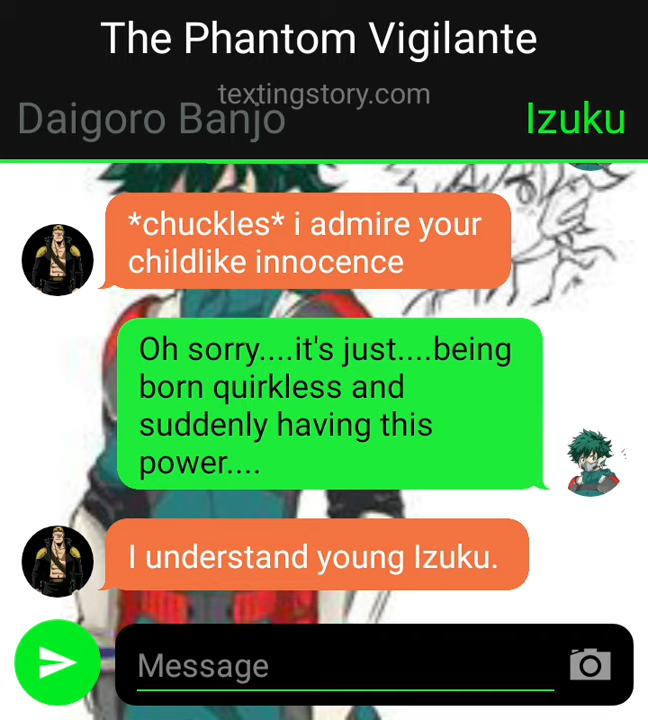 The Phantom Vigilante
textingstory.com
Daigoro Banjo
Izuku
*chuckles* i admire your
childlike innocence
Oh sorry....it's just....being
born quirkless and
suddenly having this
power....
I understand young Izuku.
Message